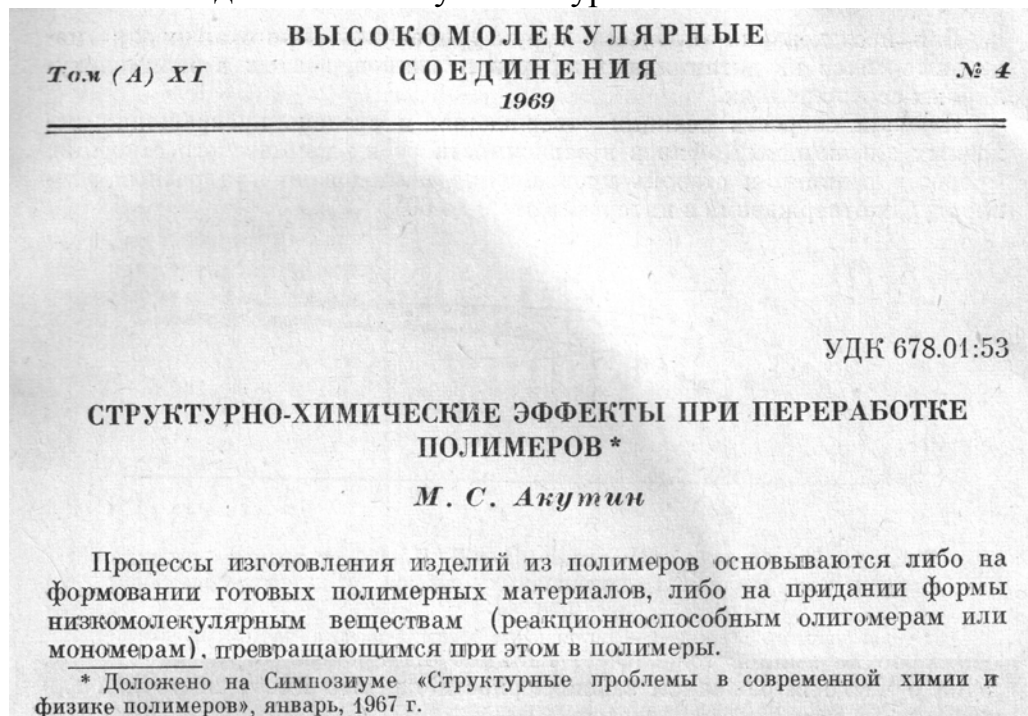 ВЫСОКОМОЛЕКУЛЯРНЫЕ
Том (А) XI СОЕДИНЕНИЯ № 4
1969
УДК 678.01:53
СТРУКТУРНО-ХИМИЧЕСКИЕ ЭФФЕКТЫ ПРИ ПЕРЕРАБОТКЕ
ПОЛИМЕРОВ *
М. С. Акутин
Процессы изготовления изделий из полимеров основываются либо на
формовании готовых полимерных материалов, либо на придании формы
низкомолекулярным веществам (реакционноспособным олигомерам или
мономерам), превращающимся при этом в полимеры.
* Доложено на Симпозиуме «Структурные проблемы в современной химии и
физике полимеров», январь, 1967 г.